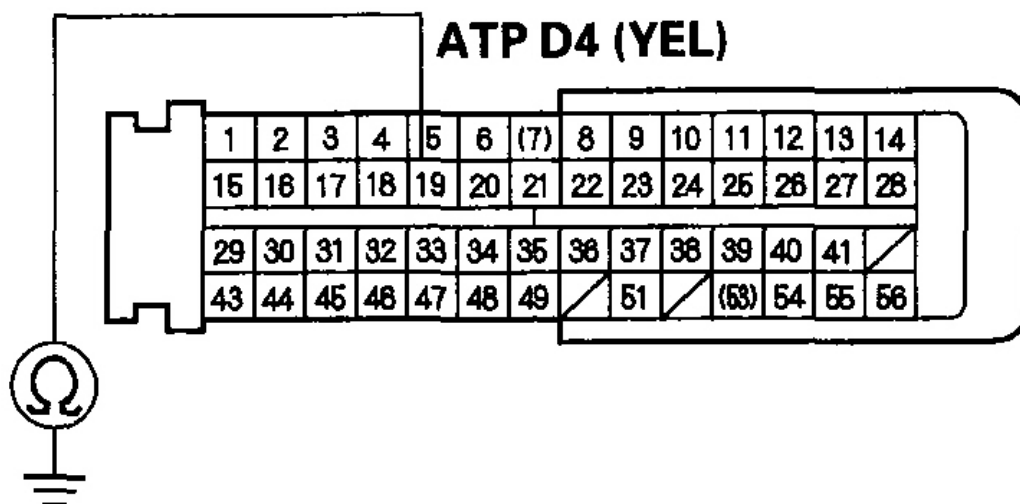 ATP D4 (YEL)
1 2 3 4 5 6 (7) 8 9 10 11 12 13 14
15 16 17 18 19 20 21 22 23 24 25 26 27 28
29 30 31 32 33 34 35 36 37 38 39 40 41
43 44 45 46 47 48 49 51 (53) 54 55 56
Ω